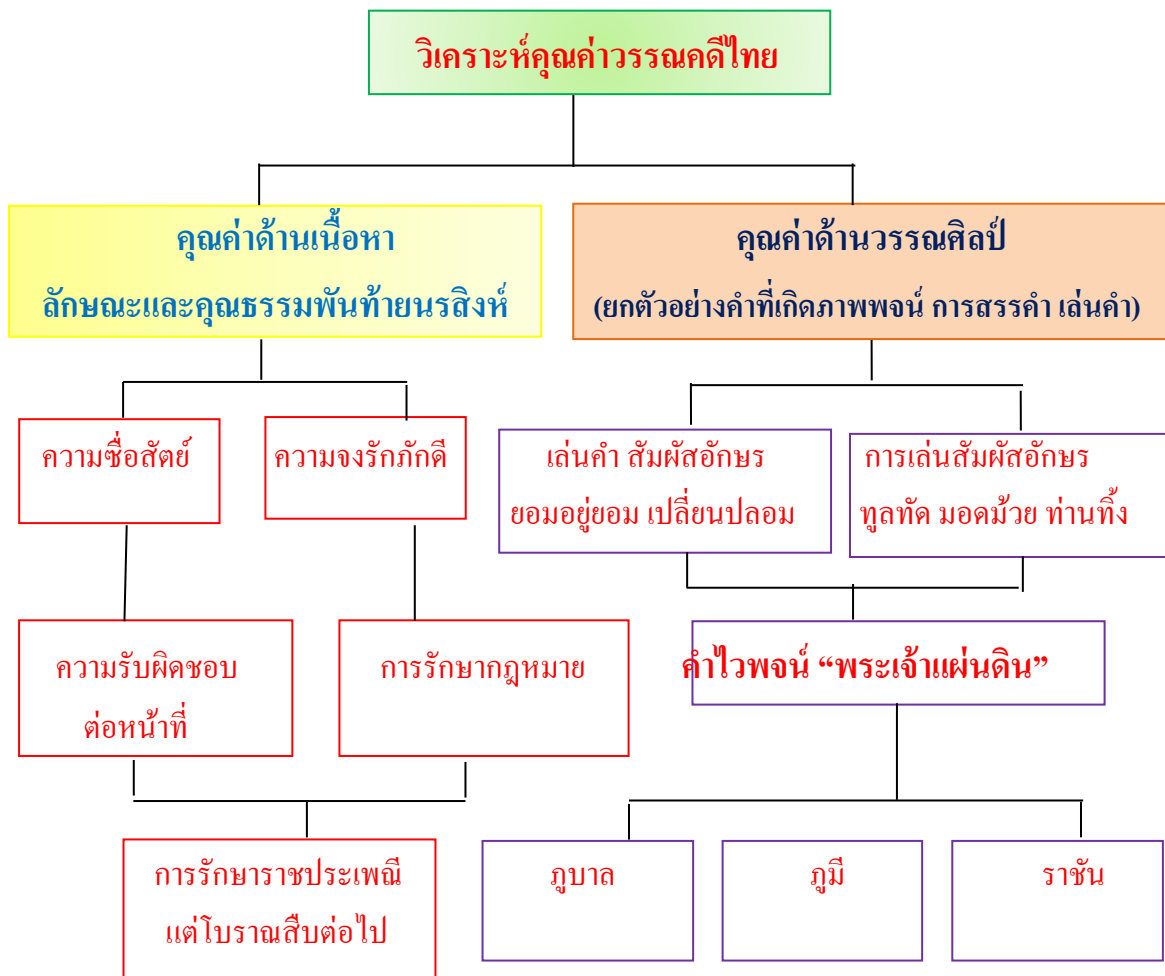 วิเคราะห์คุณค่าวรรณคดีไทย
คุณค่าด้านเนื้อหา
ลักษณะและคุณธรรมพันท้ายนรสิงห์
คุณค่าด้านวรรณศิลป์
(ยกตัวอย่างคำที่เกิดภาพพจน์ การสรรคำ เล่นคำ)
ความซื่อสัตย์
ความจงรักภักดี
เล่นคำ สัมผัสอักษร
ยอมอยู่ยอม เปลี่ยนปลอม
การเล่นสัมผัสอักษร
ทูลทัด มอดม้วย ท่านทิ้ง
ความรับผิดชอบ
ต่อหน้าที่
การรักษากฎหมาย
คำไวพจน์ “พระเจ้าแผ่นดิน”
การรักษาราชประเพณี
แต่โบราณสืบต่อไป
ภูบาล
ภูมี
ราชัน